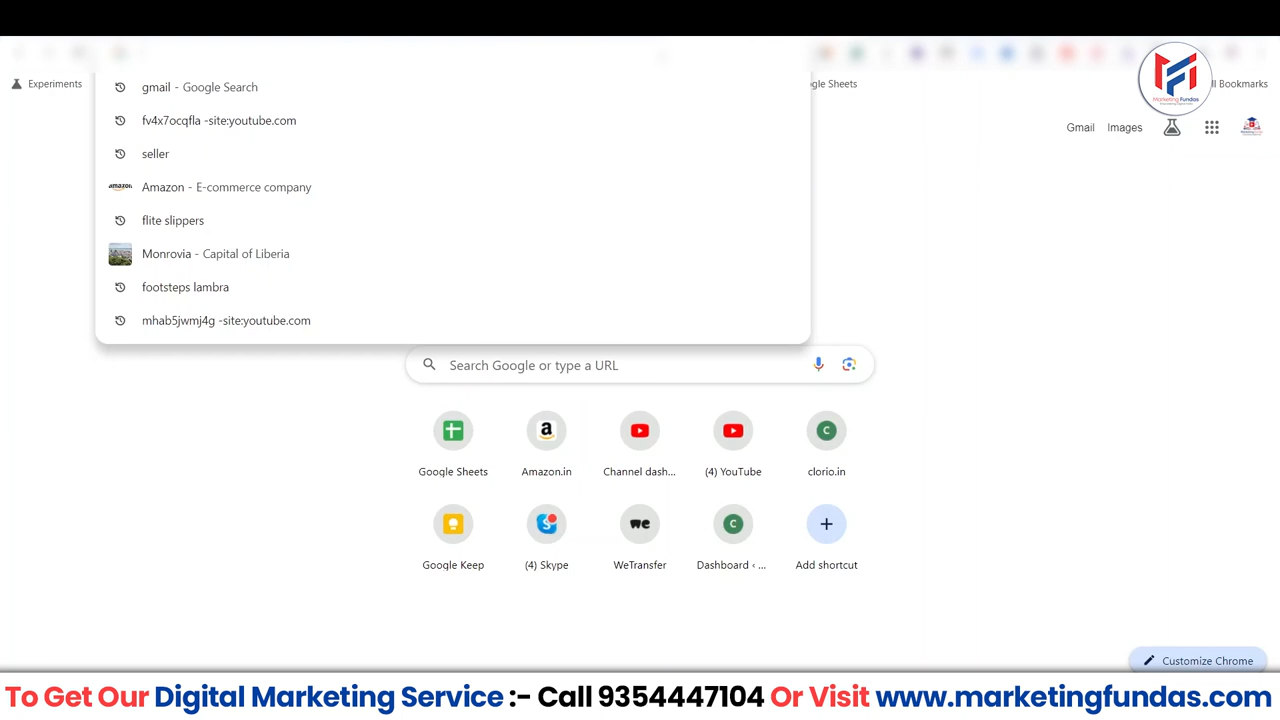 Experiments
gle Sheets
ll Bookmarks
Marketing Fundas
gmail - Google Search
Gmail
Images
fv4x7ocqfla -site:youtube.com
seller
amazon
Amazon - E-commerce company
flite slippers
Monrovia - Capital of Liberia
footsteps lambra
mhab5jwmj4g -site:youtube.com
Search Google or type a URL
Google Sheets
Amazon.in
Channel dash...
(4) YouTube
clorio.in
Google Keep
(4) Skype
WeTransfer
Dashboard ‹ ...
Add shortcut
Customize Chrome
To Get Our Digital Marketing Service :- Call 9354447104 Or Visit www.marketingfundas.com